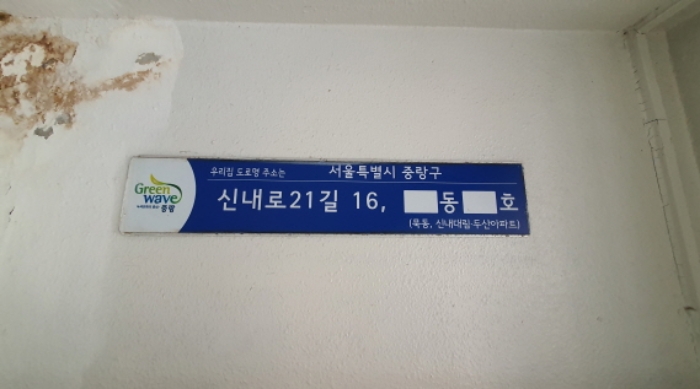 우리집 도로명 주소는 서울특별시 중랑구
Green
wave
중랑
신내로21길 16, 동 호
(묵동, 신내대림·두산아파트)